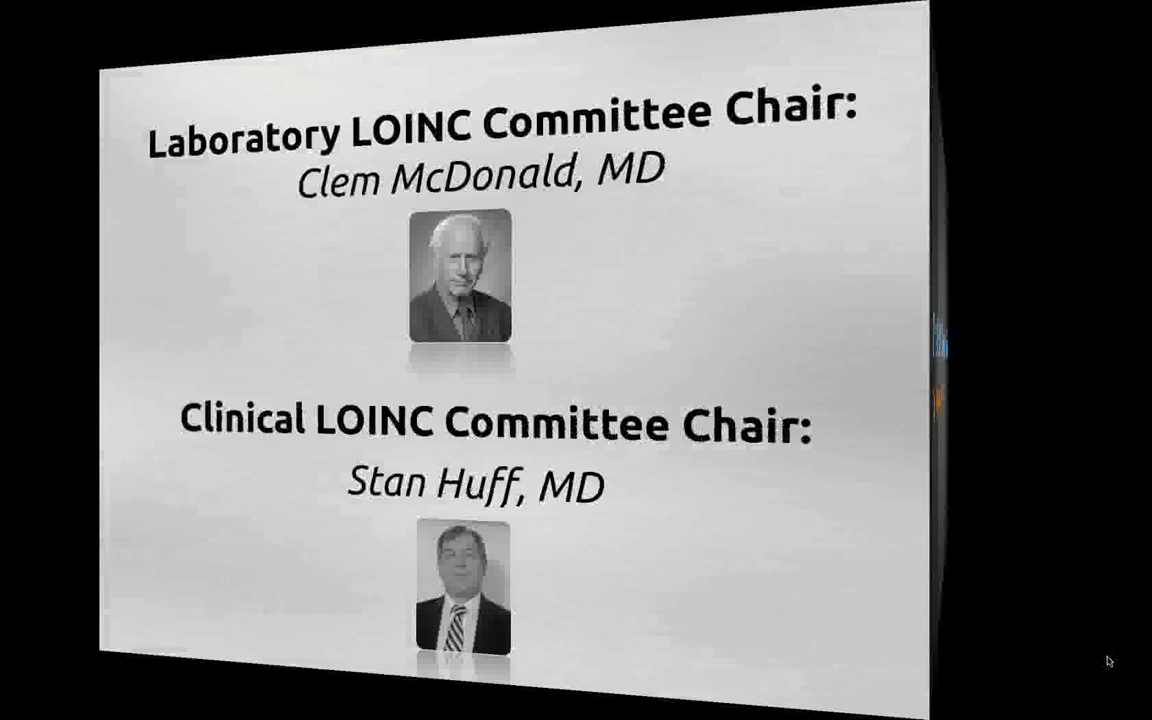 Laboratory LOINC Committee Chair:
Clem McDonald, MD
Clinical LOINC Committee Chair:
Stan Huff, MD